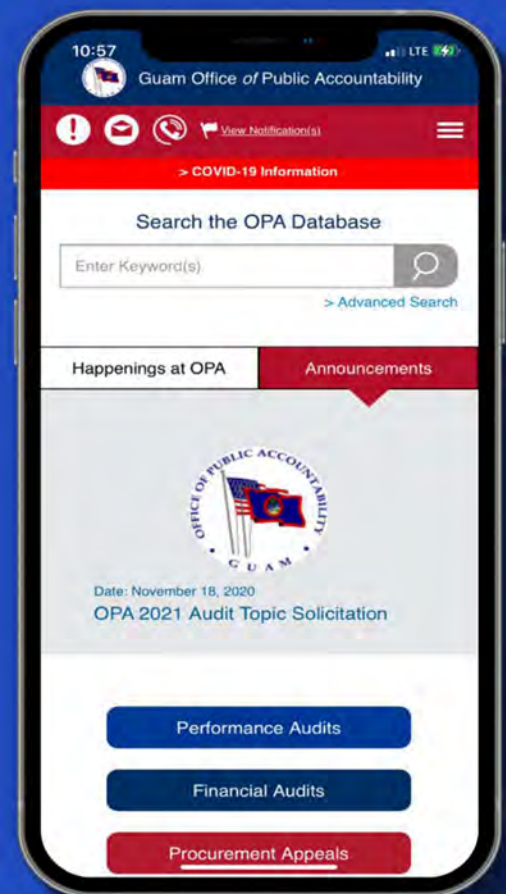 10:57
LTE
Guam Office of Public Accountability
View Notification(s)
> COVID-19 Information
Search the OPA Database
Enter Keyword(s)
> Advanced Search
Happenings at OPA
Announcements
OFFICE OF PUBLIC ACCOUNTABILITY
• GUAM •
Date: November 18, 2020
OPA 2021 Audit Topic Solicitation
Performance Audits
Financial Audits
Procurement Appeals